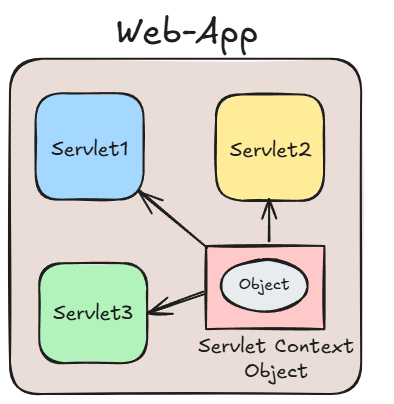 Web-App
Servlet1
Servlet2
Object
Servlet3
Servlet Context
Object